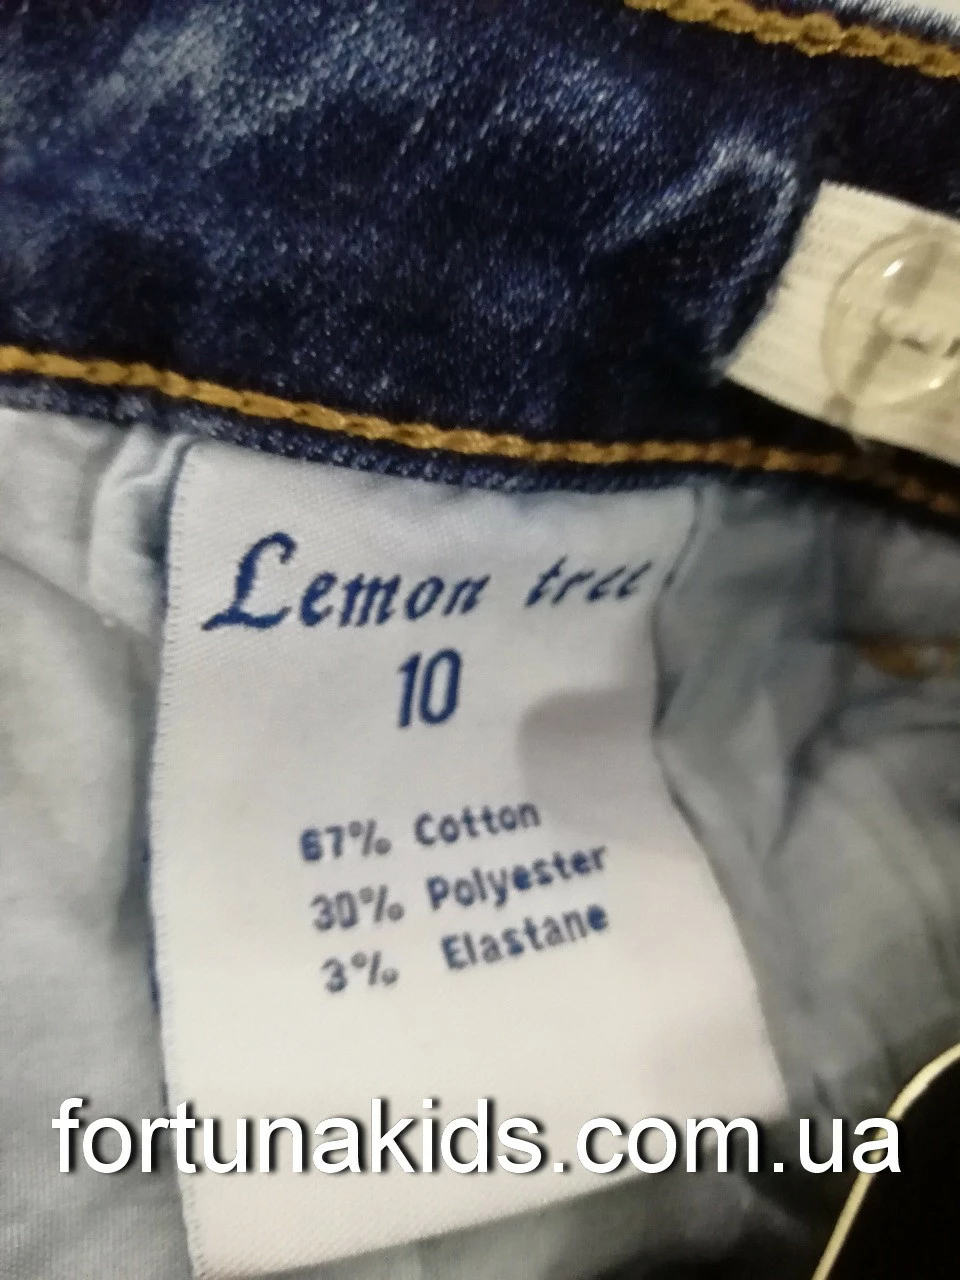 Lemon tree
10
67% Cotton
30% Polyester
3% Elastane
fortunakids.com.ua